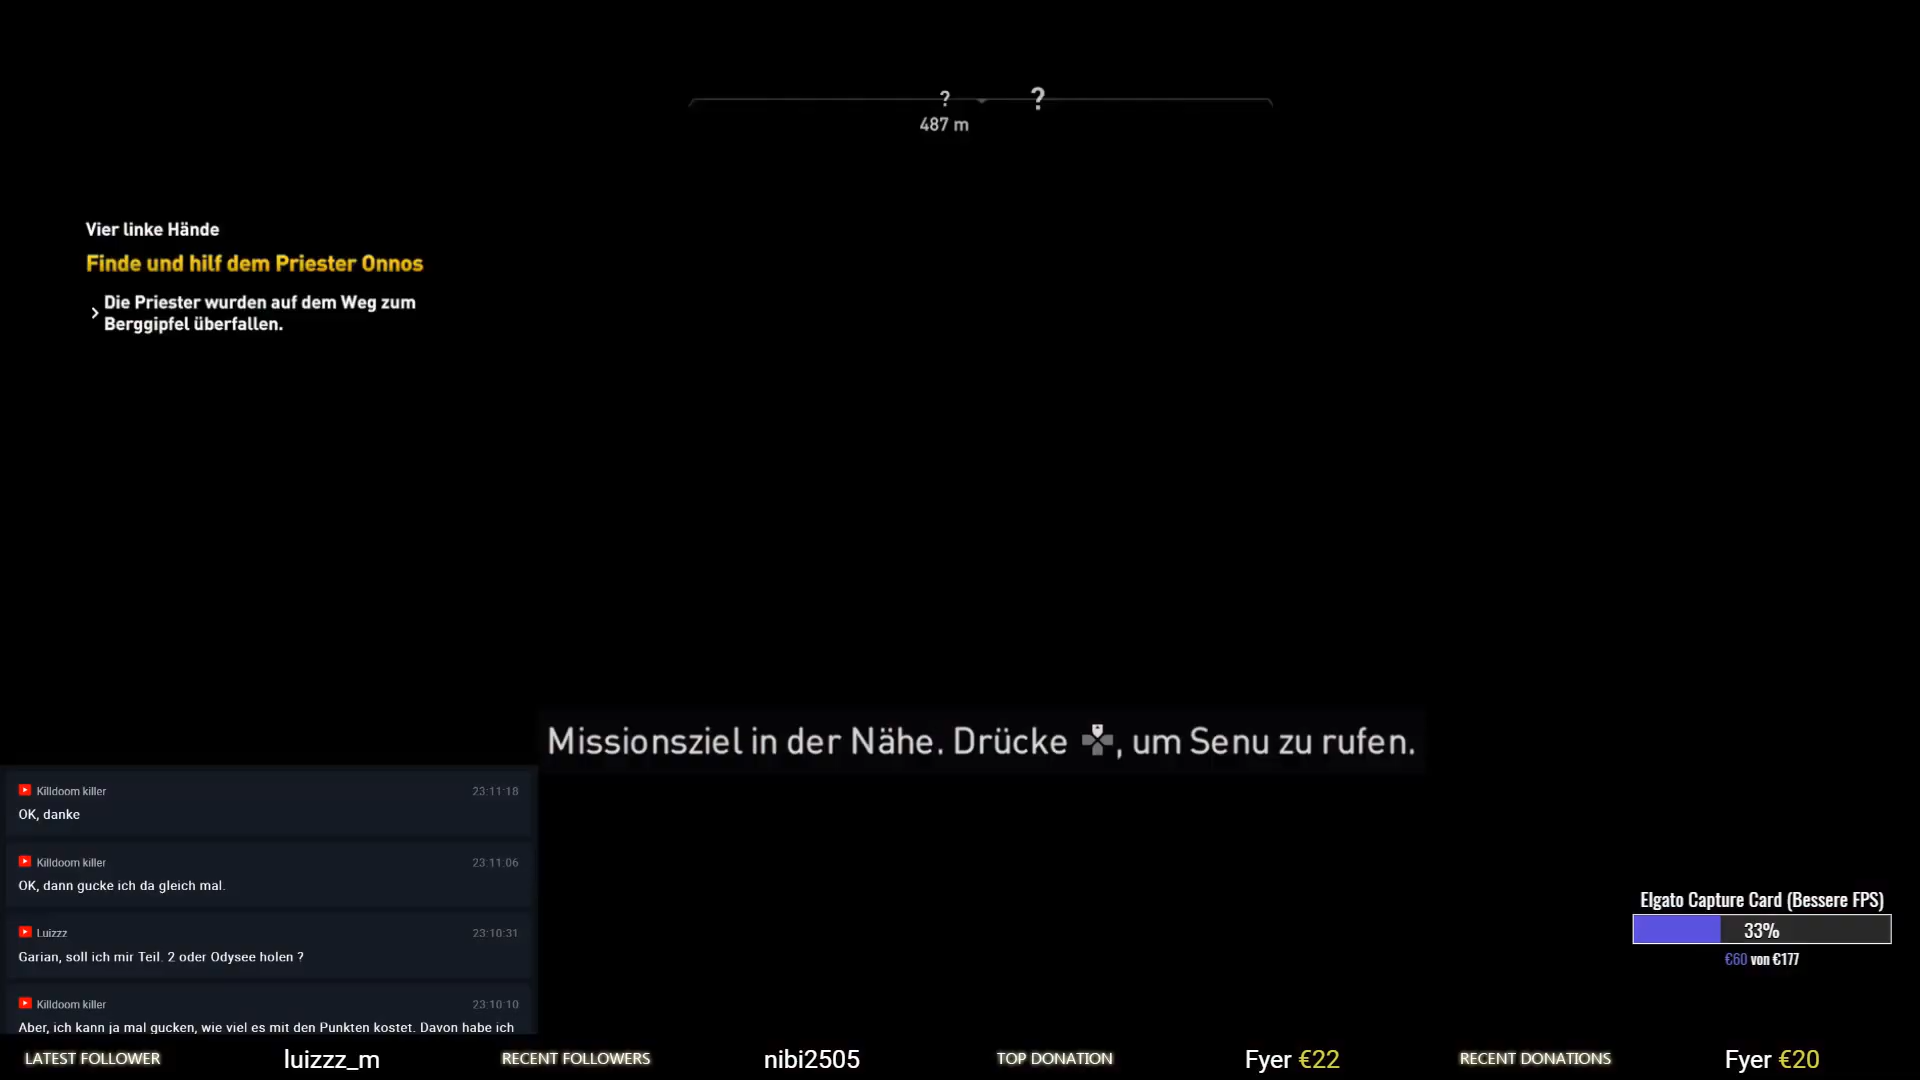 ?
?
487 m
Vier linke Hände
Finde und hilf dem Priester Onnos
Die Priester wurden auf dem Weg zum
Berggipfel überfallen.
Missionsziel in der Nähe. Drücke , um Senu zu rufen.
Killdoom killer 23:11:18
OK, danke
Killdoom killer 23:11:06
OK, dann gucke ich da gleich mal.
Luizzz 23:10:31
Garian, soll ich mir Teil. 2 oder Odysee holen ?
Killdoom killer 23:10:10
Aber, ich kann ja mal gucken, wie viel es mit den Punkten kostet. Davon habe ich
Elgato Capture Card (Bessere FPS)
33%
€60 von €177
LATEST FOLLOWER luizzz_m RECENT FOLLOWERS nibi2505 TOP DONATION Fyer €22 RECENT DONATIONS Fyer €20